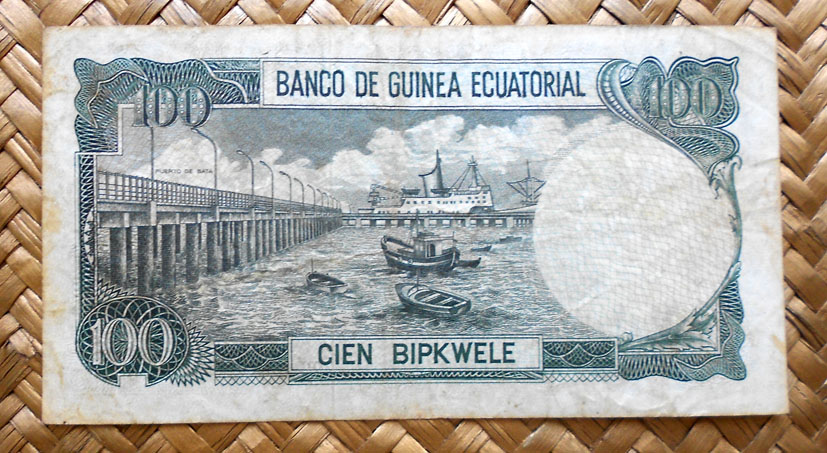 BANCO DE GUINEA ECUATORIAL
100
100
PUERTO DE BATA
100
CIEN BIPKWELE